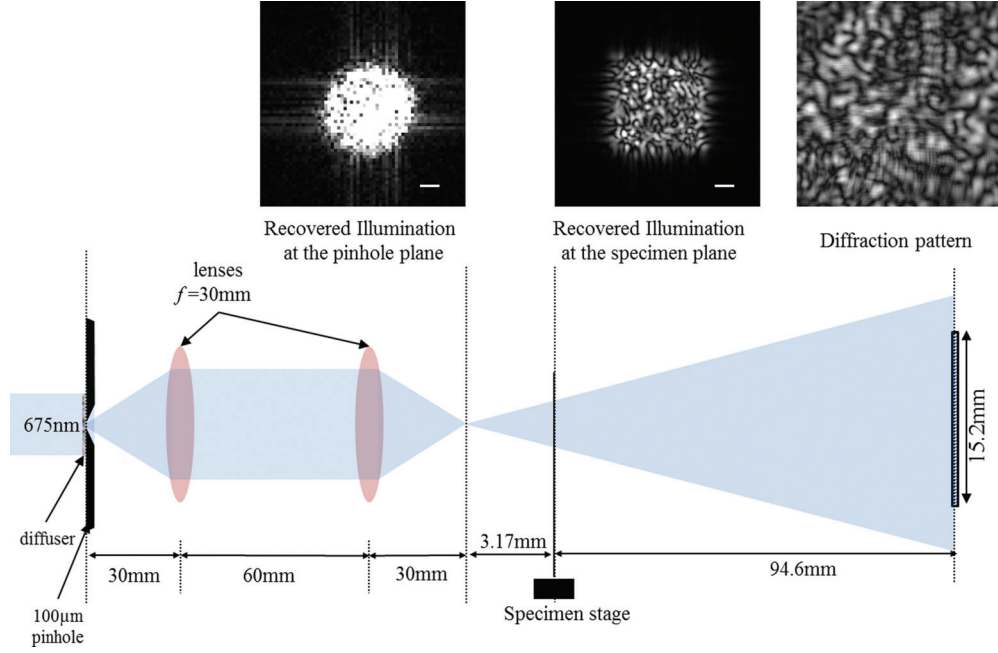 Recovered Illumination
at the pinhole plane
Recovered Illumination
at the specimen plane
Diffraction pattern
lenses
f=30mm
675nm
15.2mm
diffuser
3.17mm
30mm
60mm
30mm
94.6mm
100µm
pinhole
Specimen stage